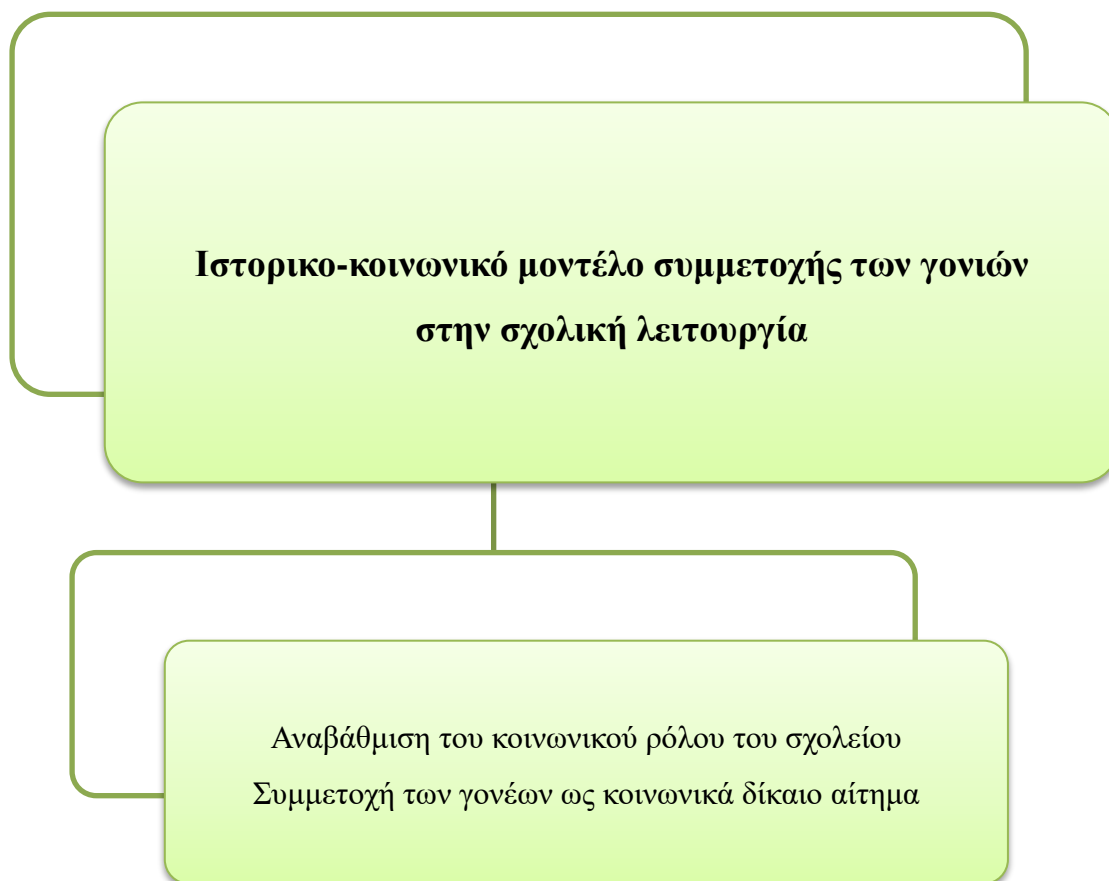 Ιστορικο-κοινωνικό μοντέλο συμμετοχής των γονιών
στην σχολική λειτουργία
Αναβάθμιση του κοινωνικού ρόλου του σχολείου
Συμμετοχή των γονέων ως κοινωνικά δίκαιο αίτημα